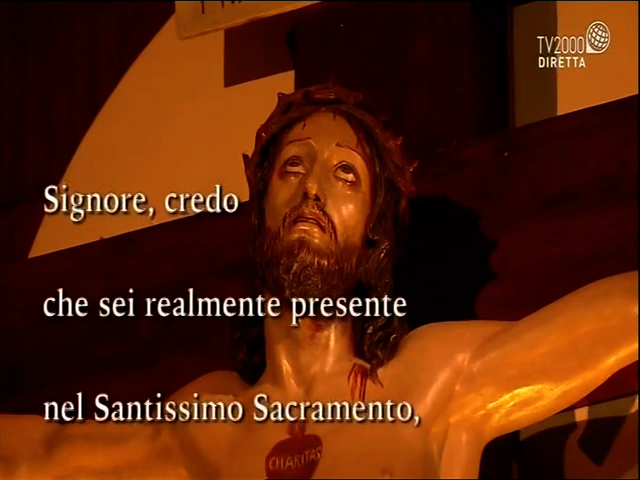 TV2000
DIRETTA
Signore, credo
che sei realmente presente
nel Santissimo Sacramento,
CHARITAS